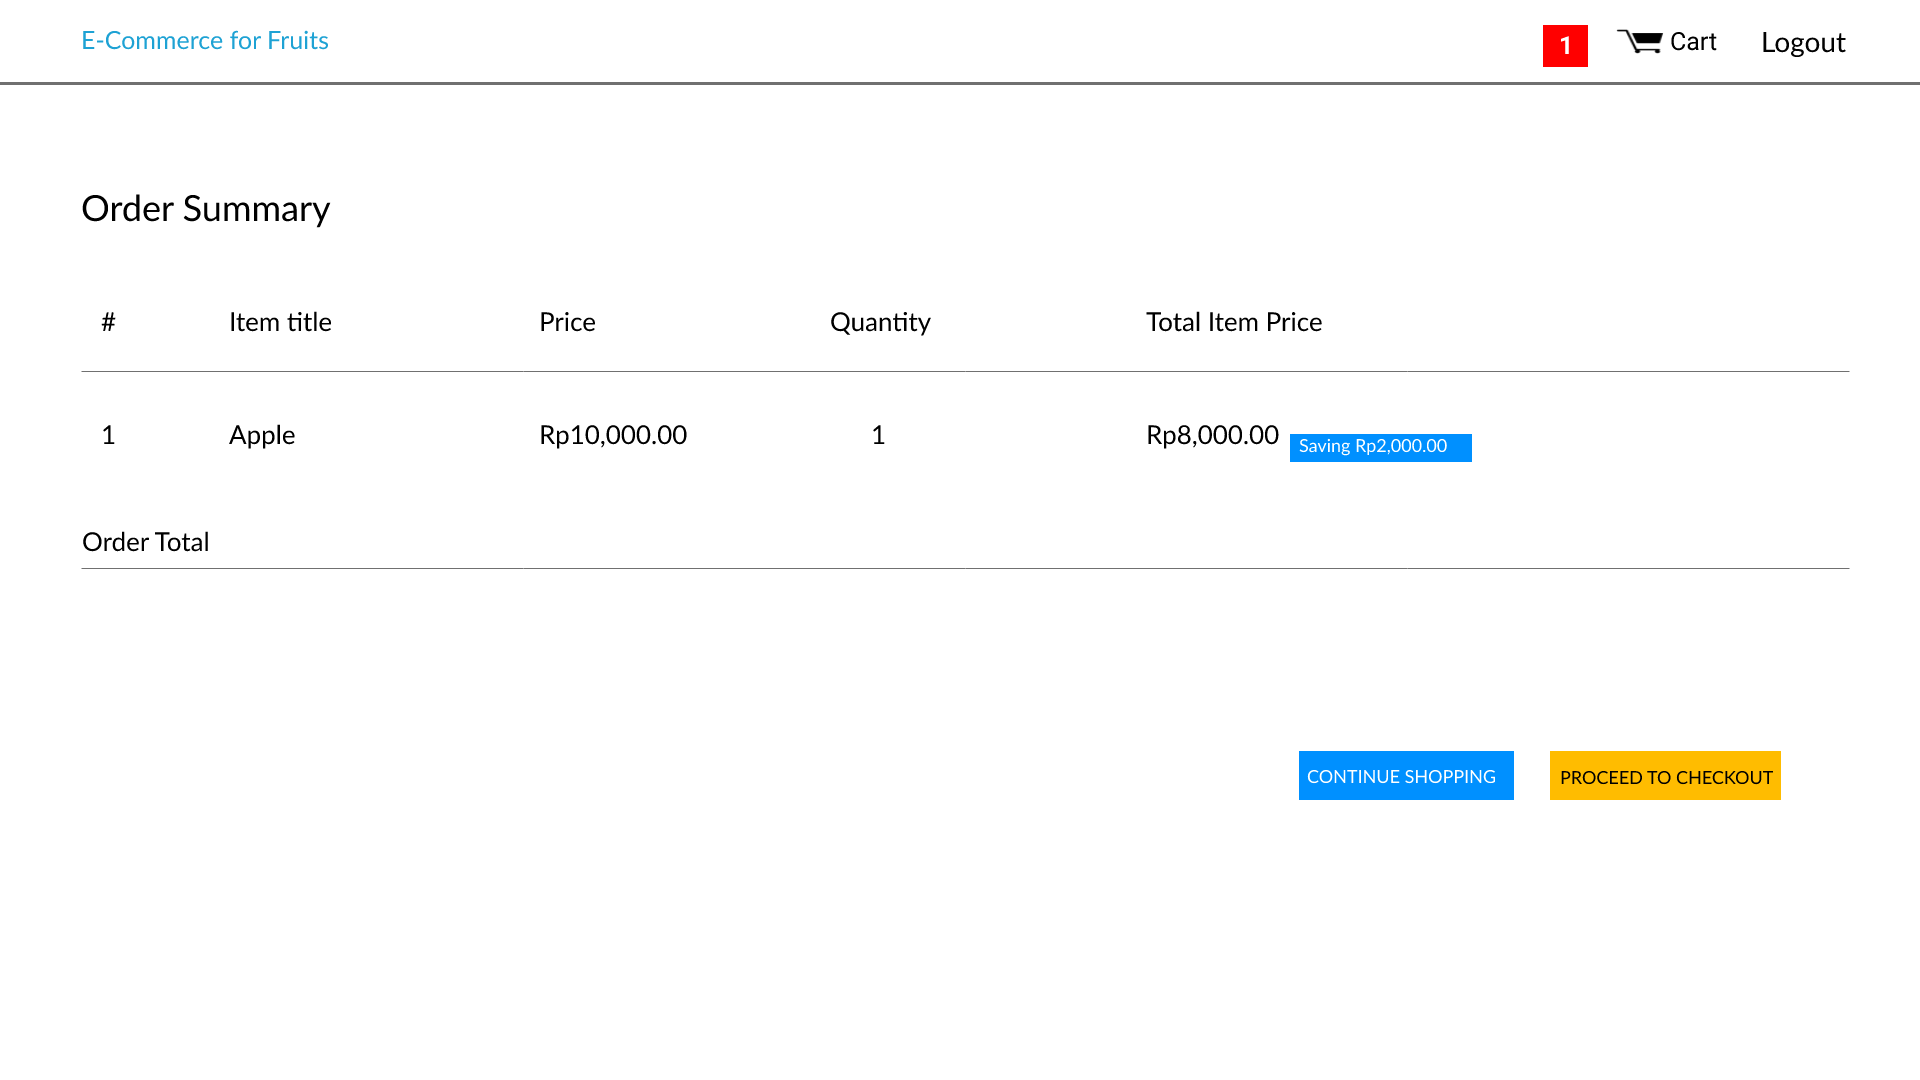 E-Commerce for Fruits
1 Cart Logout
Order Summary
# Item title Price Quantity Total Item Price
1 Apple Rp10,000.00 1 Rp8,000.00 Saving Rp2,000.00
Order Total
CONTINUE SHOPPING PROCEED TO CHECKOUT